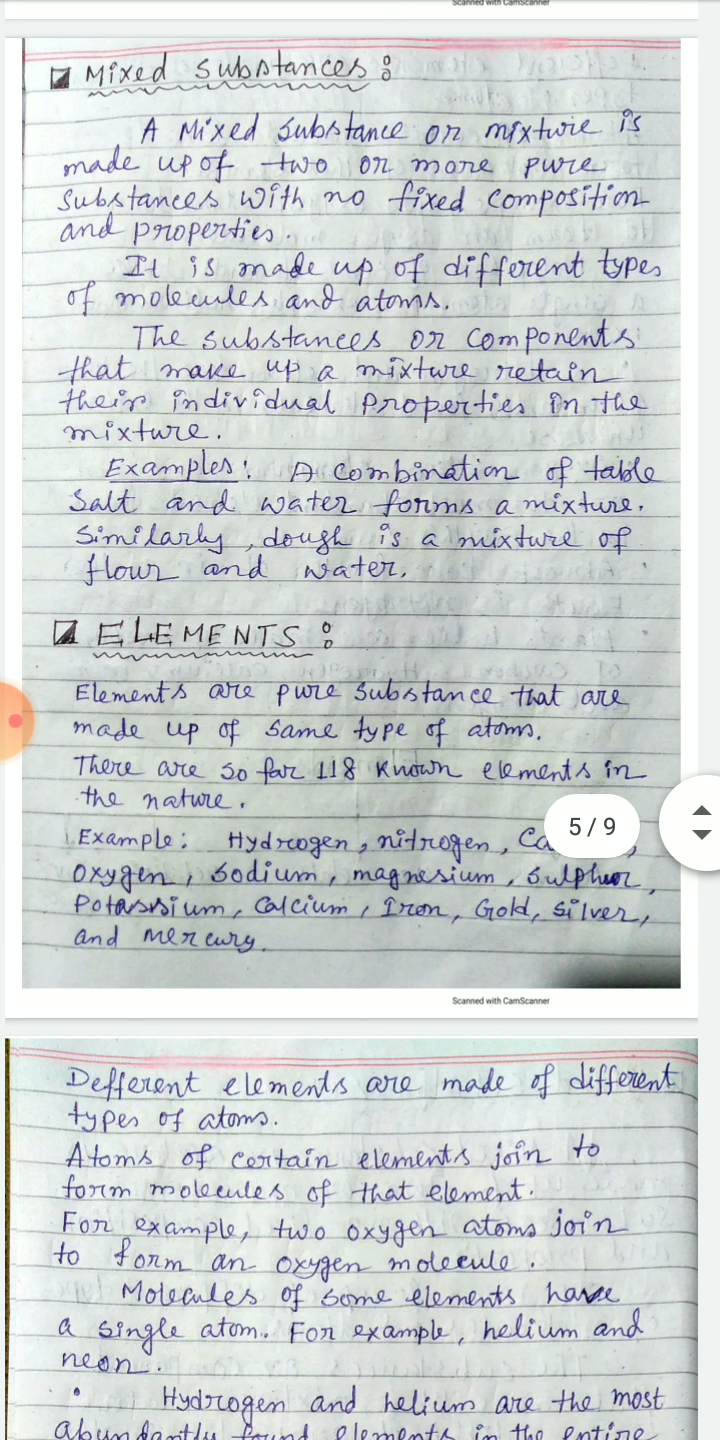 Scanned with CamScanner
Mixed Substances :
A Mixed Substance or mixture is
made up of two or more pure
substances with no fixed composition
and properties.
It is made up of different types
of molecules and atoms.
The substances or components
that make up a mixture retain
their individual properties in the
mixture.
Examples: A combination of table
Salt and water forms a mixture.
Similarly, dough is a mixture of
flour and water.
ELEMENTS :
Elements are pure substance that are
made up of same type of atoms.
There are so far 118 known elements in
the nature.
Example: Hydrogen, nitrogen, Ca
5 / 9
Oxygen, Sodium, magnesium, Sulphur,
Potassium, Calcium, Iron, Gold, Silver,
and Mercury.
Scanned with CamScanner
Defferent elements are made of different
types of atoms.
Atoms of certain elements join to
form molecules of that element.
For example, two oxygen atoms join
to form an oxygen molecule.
Molecules of some elements have
a single atom. For example, helium and
neon.
• Hydrogen and helium are the most
abundantly found elements in the entire